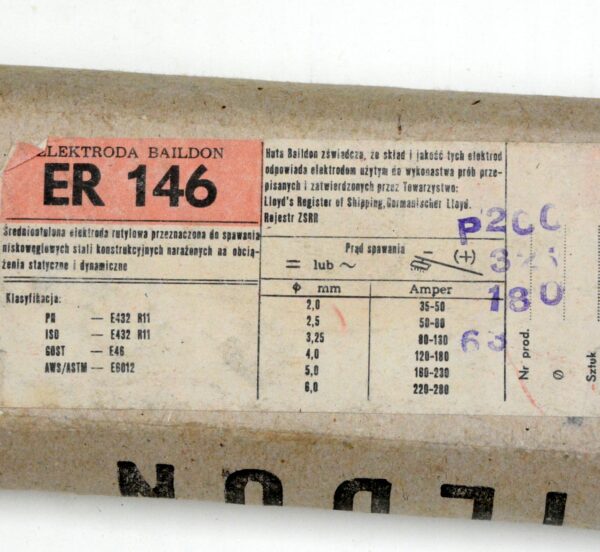 ELEKTRODA BAILDON
ER 146
Średniootulona elektroda rutylowa przeznaczona do spawania
niskowęglowych stali konstrukcyjnych narażonych na obcią-
żenia statyczne i dynamiczne
Klasyfikacja:
PN — E432 R11
ISO — E432 R11
GOST — E46
AWS/ASTM — E6012
Huta Baildon zświadcza, że skład i jakość tych elektrod
odpowiada elektrodom użytym do wykonania prób prze-
pisanych i zatwierdzonych przez Towarzystwo:
Lloyd's Register of Shipping, Germanischer Lloyd.
Rejestr ZSRR
Prąd spawania
= lub ~
— / (+)
ϕ mm Amper
2,0 35-50
2,5 50-80
3,25 80-130
4,0 120-180
5,0 160-230
6,0 220-280
P200
180
63
Nr prod.
Ø
Sztuk
ILDON